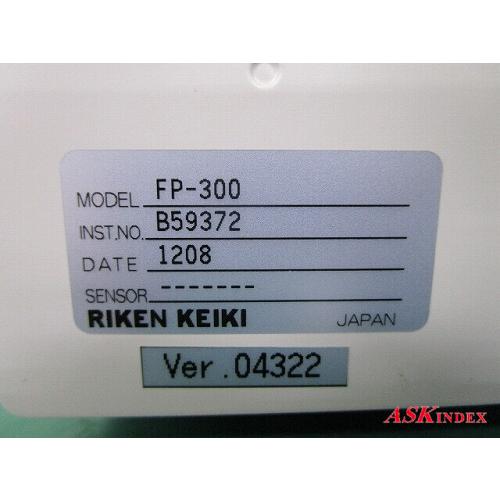 MODEL FP-300
INST.NO. B59372
DATE 1208
SENSOR -------
RIKEN KEIKI JAPAN
Ver .04322
ASKINDEX